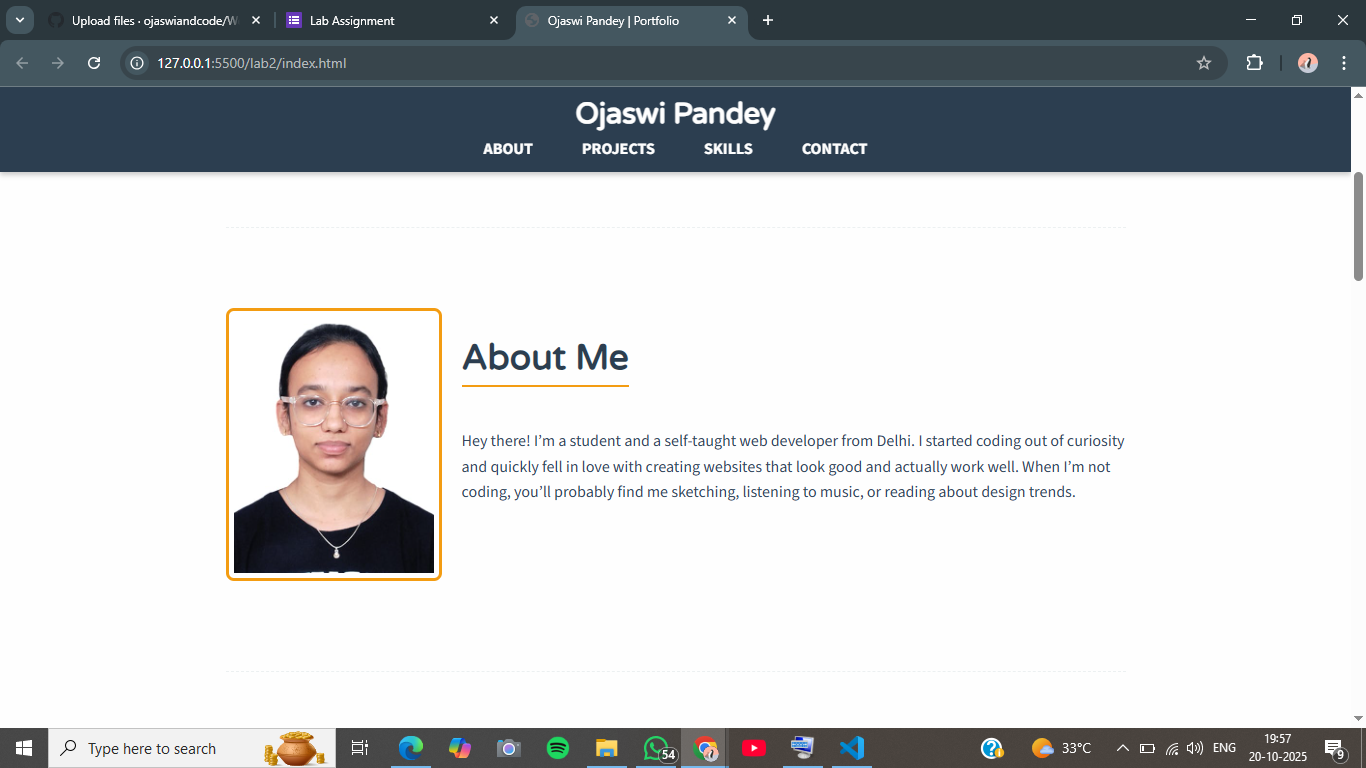 Upload files · ojaswiandcode/W
Lab Assignment
Ojaswi Pandey | Portfolio
127.0.0.1:5500/lab2/index.html
Ojaswi Pandey
ABOUT PROJECTS SKILLS CONTACT
About Me
Hey there! I’m a student and a self-taught web developer from Delhi. I started coding out of curiosity
and quickly fell in love with creating websites that look good and actually work well. When I’m not
coding, you’ll probably find me sketching, listening to music, or reading about design trends.
Type here to search
54
33°C
ENG
19:57
20-10-2025
9